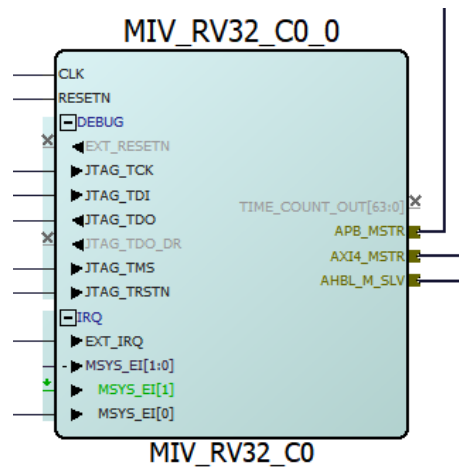 MIV_RV32_C0_0
CLK
RESETN
DEBUG
EXT_RESETN
JTAG_TCK
JTAG_TDI
JTAG_TDO
JTAG_TDO_DR
JTAG_TMS
JTAG_TRSTN
IRQ
EXT_IRQ
MSYS_EI[1:0]
MSYS_EI[1]
MSYS_EI[0]
TIME_COUNT_OUT[63:0]
APB_MSTR
AXI4_MSTR
AHBL_M_SLV
MIV_RV32_C0